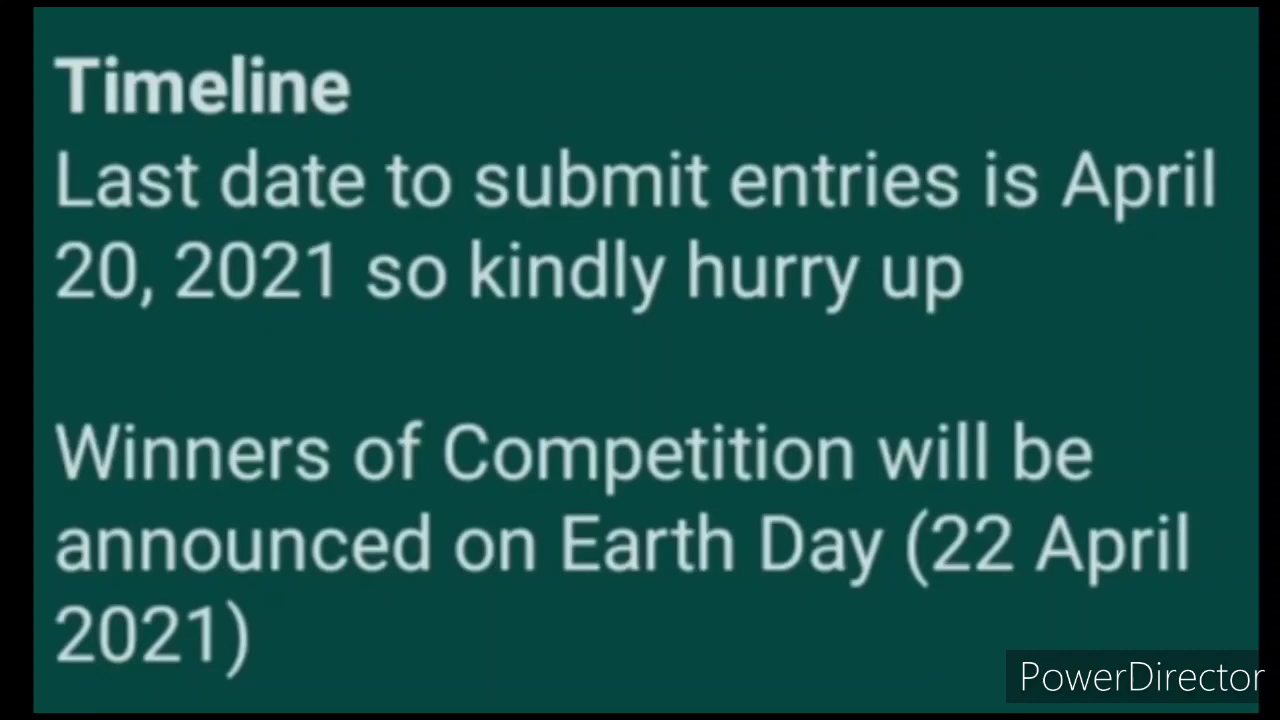 Timeline
Last date to submit entries is April
20, 2021 so kindly hurry up
Winners of Competition will be
announced on Earth Day (22 April
2021)
PowerDirector